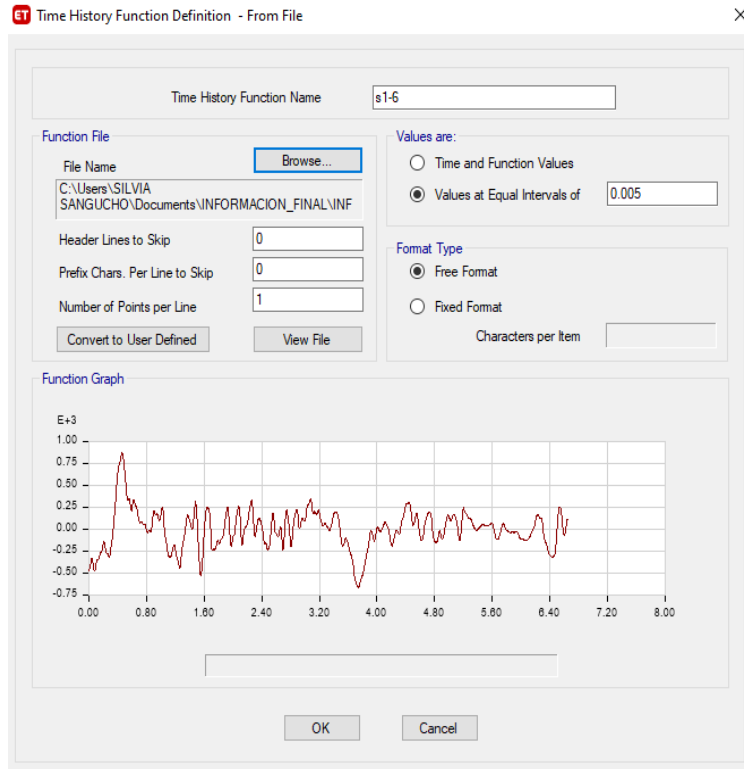 ET Time History Function Definition - From File
Time History Function Name s1-6
Function File
File Name Browse...
C:\Users\SILVIA
SANGUCHO\Documents\INFORMACION_FINAL\INF
Header Lines to Skip 0
Prefix Chars. Per Line to Skip 0
Number of Points per Line 1
Convert to User Defined View File
Values are:
Time and Function Values
Values at Equal Intervals of 0.005
Format Type
Free Format
Fixed Format
Characters per Item
Function Graph
E+3
1.00
0.75
0.50
0.25
0.00
-0.25
-0.50
-0.75
0.00 0.80 1.60 2.40 3.20 4.00 4.80 5.60 6.40 7.20 8.00
OK Cancel